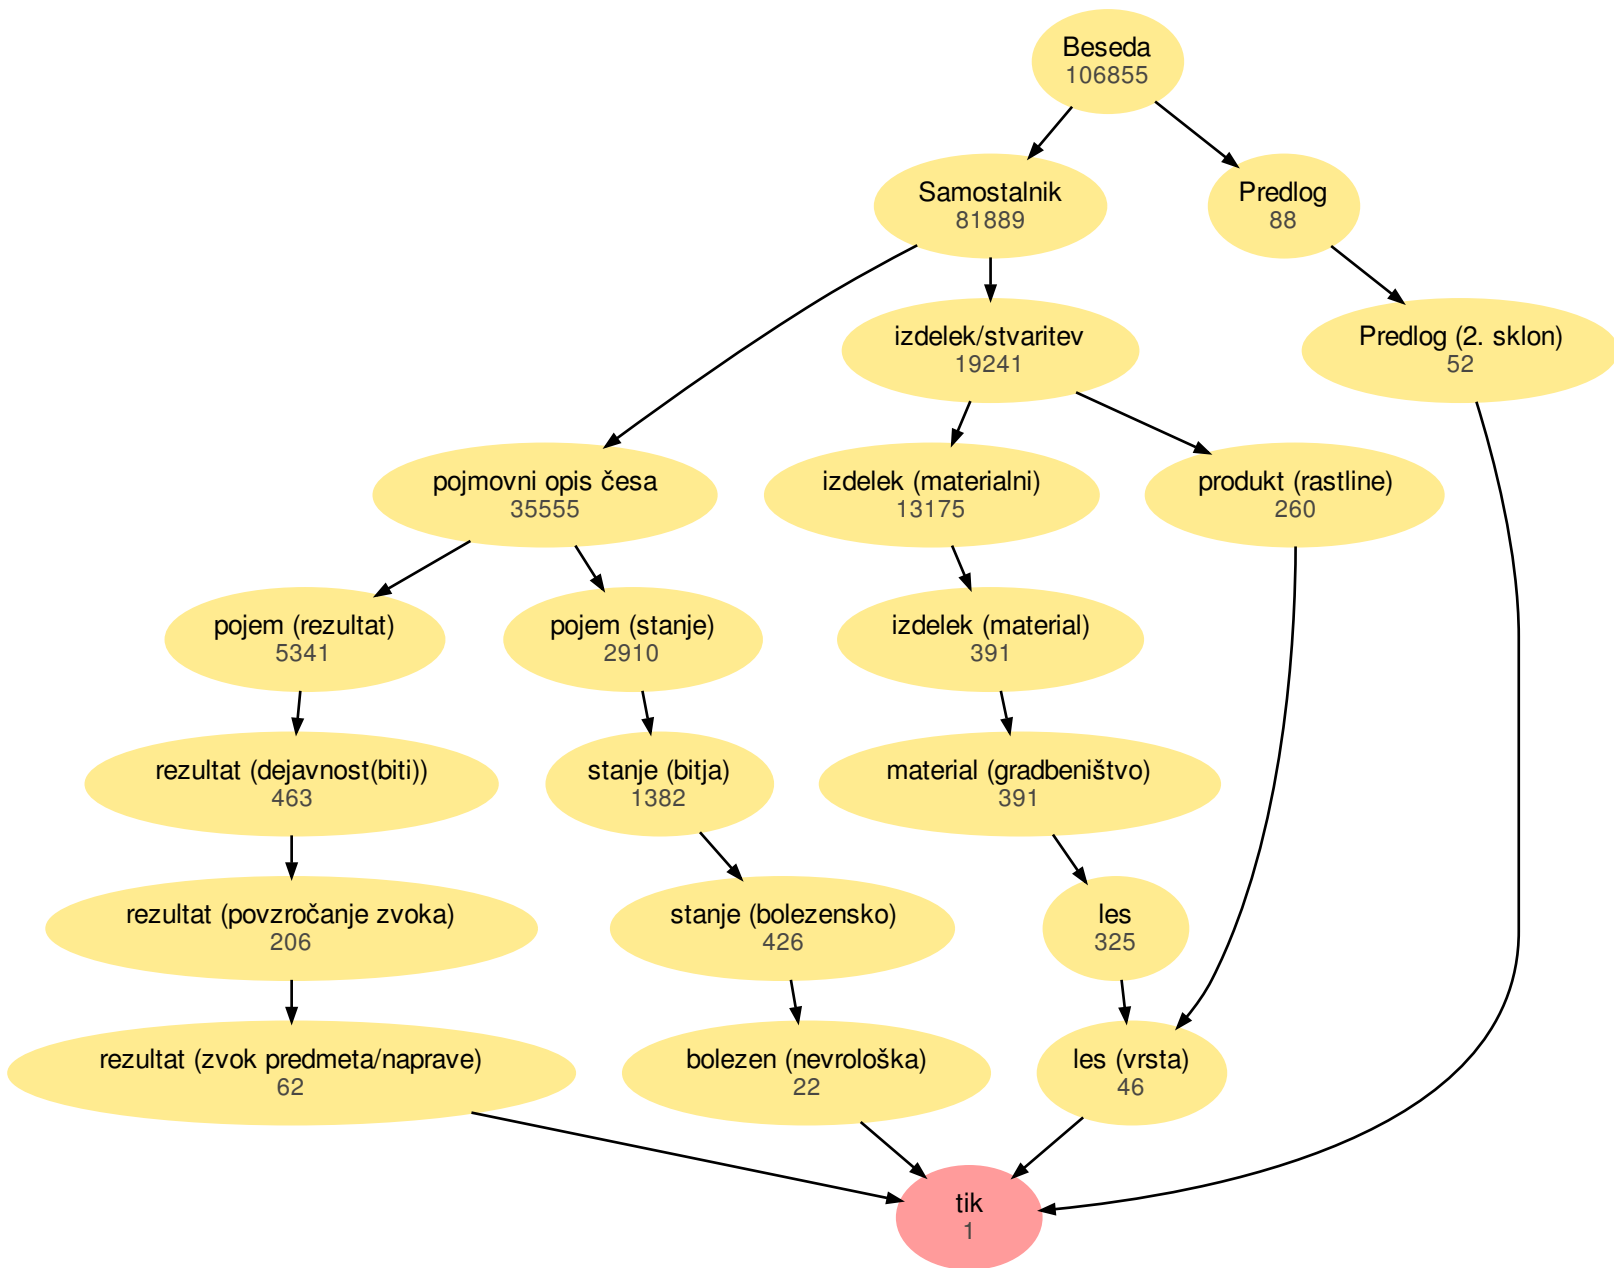 Beseda
106855
Samostalnik
81889
Predlog
88
izdelek/stvaritev
19241
Predlog (2. sklon)
52
pojmovni opis česa
35555
izdelek (materialni)
13175
produkt (rastline)
260
pojem (rezultat)
5341
pojem (stanje)
2910
izdelek (material)
391
rezultat (dejavnost(biti))
463
stanje (bitja)
1382
material (gradbeništvo)
391
rezultat (povzročanje zvoka)
206
stanje (bolezensko)
426
les
325
rezultat (zvok predmeta/naprave)
62
bolezen (nevrološka)
22
les (vrsta)
46
tik
1